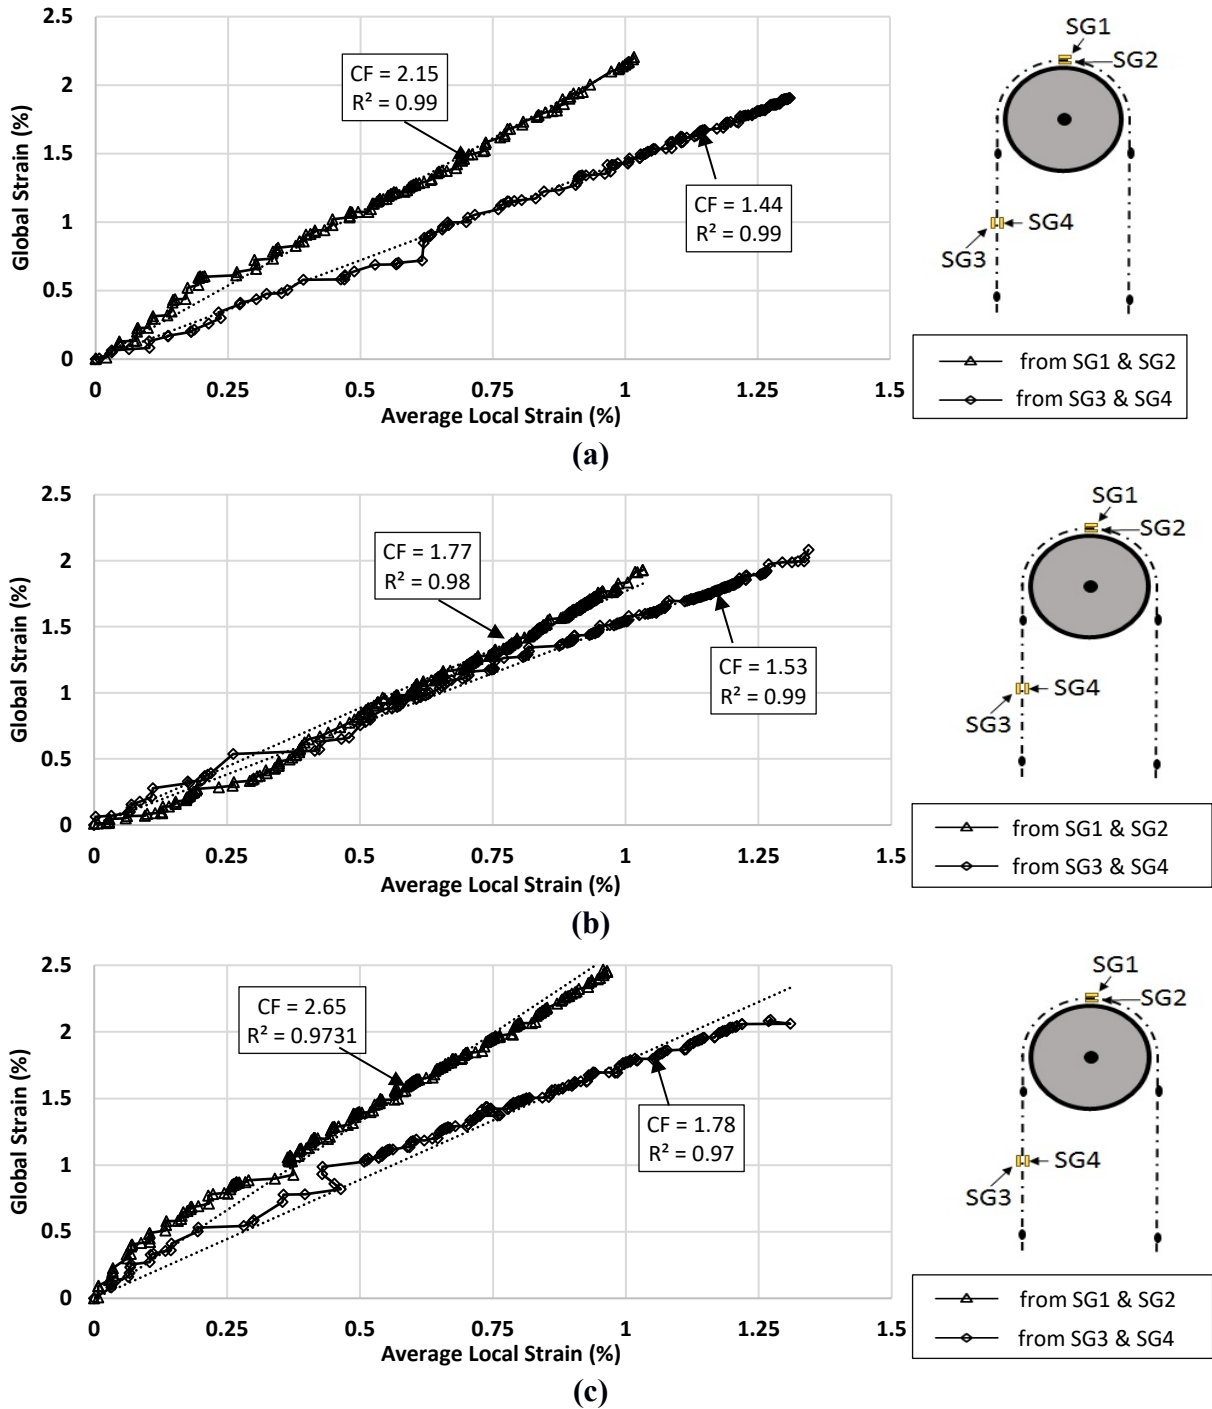 2.5
2
1.5
1
0.5
0
Global Strain (%)
CF = 2.15
R² = 0.99
CF = 1.44
R² = 0.99
0 0.25 0.5 0.75 1 1.25 1.5
Average Local Strain (%)
SG1
SG2
SG4
SG3
from SG1 & SG2
from SG3 & SG4
(a)
2.5
2
1.5
1
0.5
0
Global Strain (%)
CF = 1.77
R² = 0.98
CF = 1.53
R² = 0.99
0 0.25 0.5 0.75 1 1.25 1.5
Average Local Strain (%)
SG1
SG2
SG4
SG3
from SG1 & SG2
from SG3 & SG4
(b)
2.5
2
1.5
1
0.5
0
Global Strain (%)
CF = 2.65
R² = 0.9731
CF = 1.78
R² = 0.97
0 0.25 0.5 0.75 1 1.25 1.5
Average Local Strain (%)
SG1
SG2
SG4
SG3
from SG1 & SG2
from SG3 & SG4
(c)